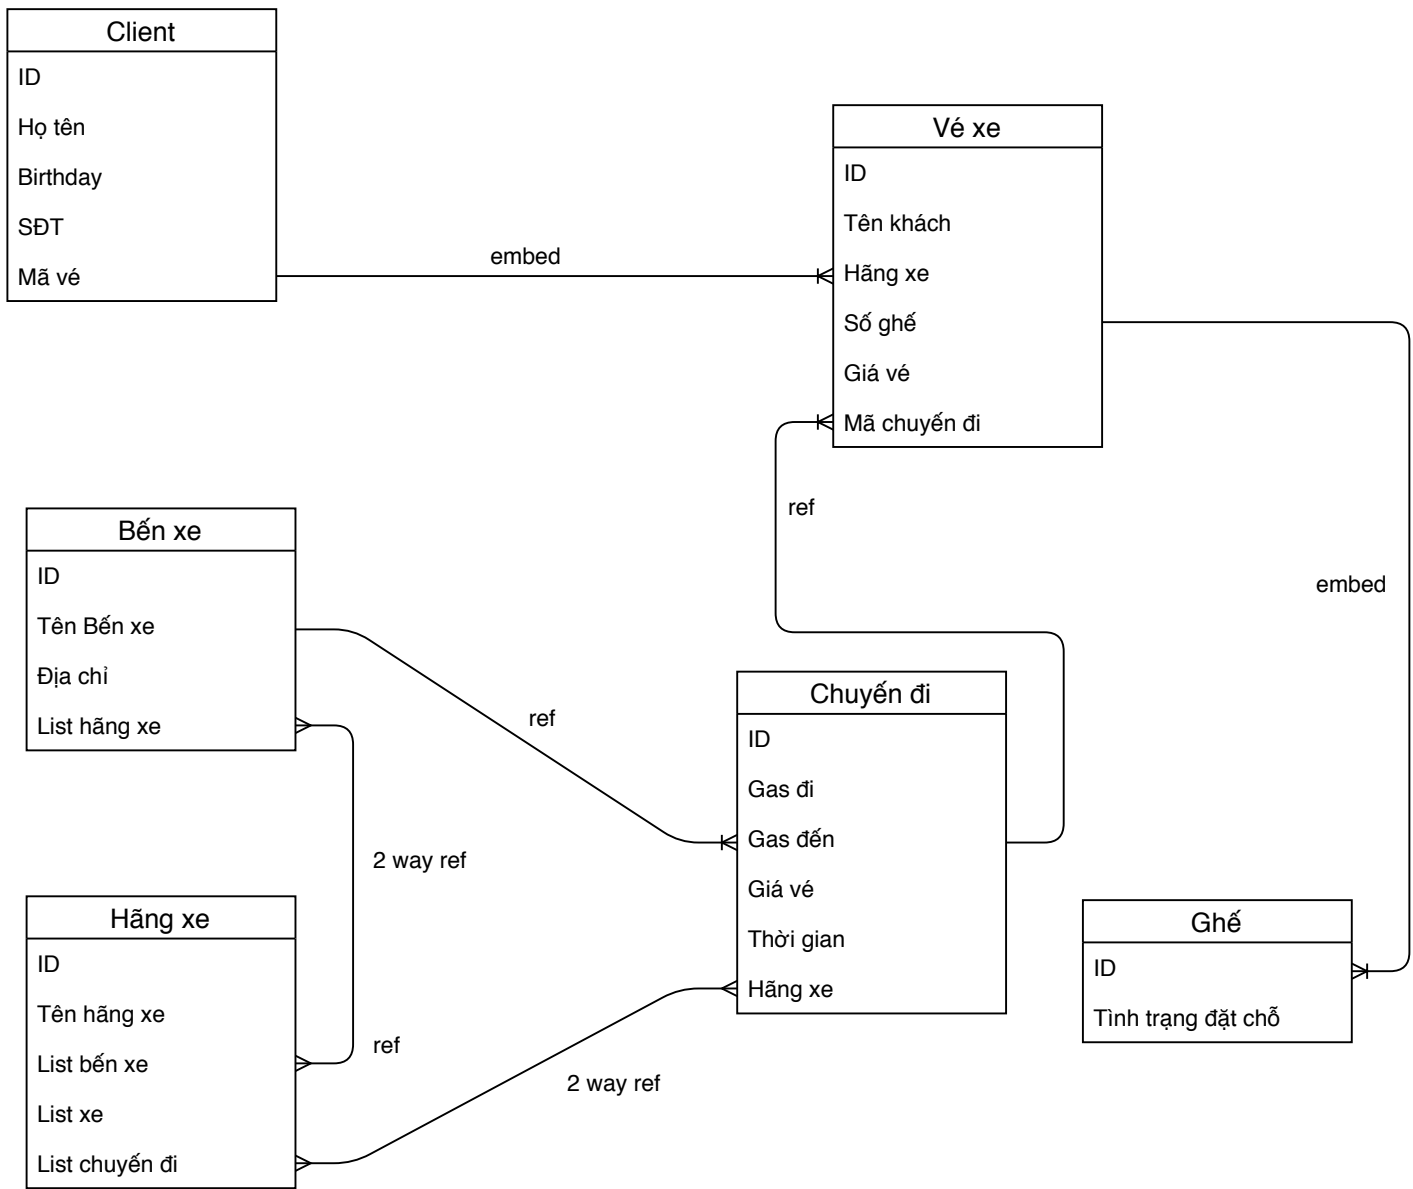 Client
ID
Họ tên
Birthday
SĐT
Mã vé
embed
Vé xe
ID
Tên khách
Hãng xe
Số ghế
Giá vé
Mã chuyến đi
ref
embed
Bến xe
ID
Tên Bến xe
Địa chỉ
List hãng xe
ref
2 way ref
Chuyến đi
ID
Gas đi
Gas đến
Giá vé
Thời gian
Hãng xe
Hãng xe
ID
Tên hãng xe
List bến xe
List xe
List chuyến đi
ref
2 way ref
Ghế
ID
Tình trạng đặt chỗ